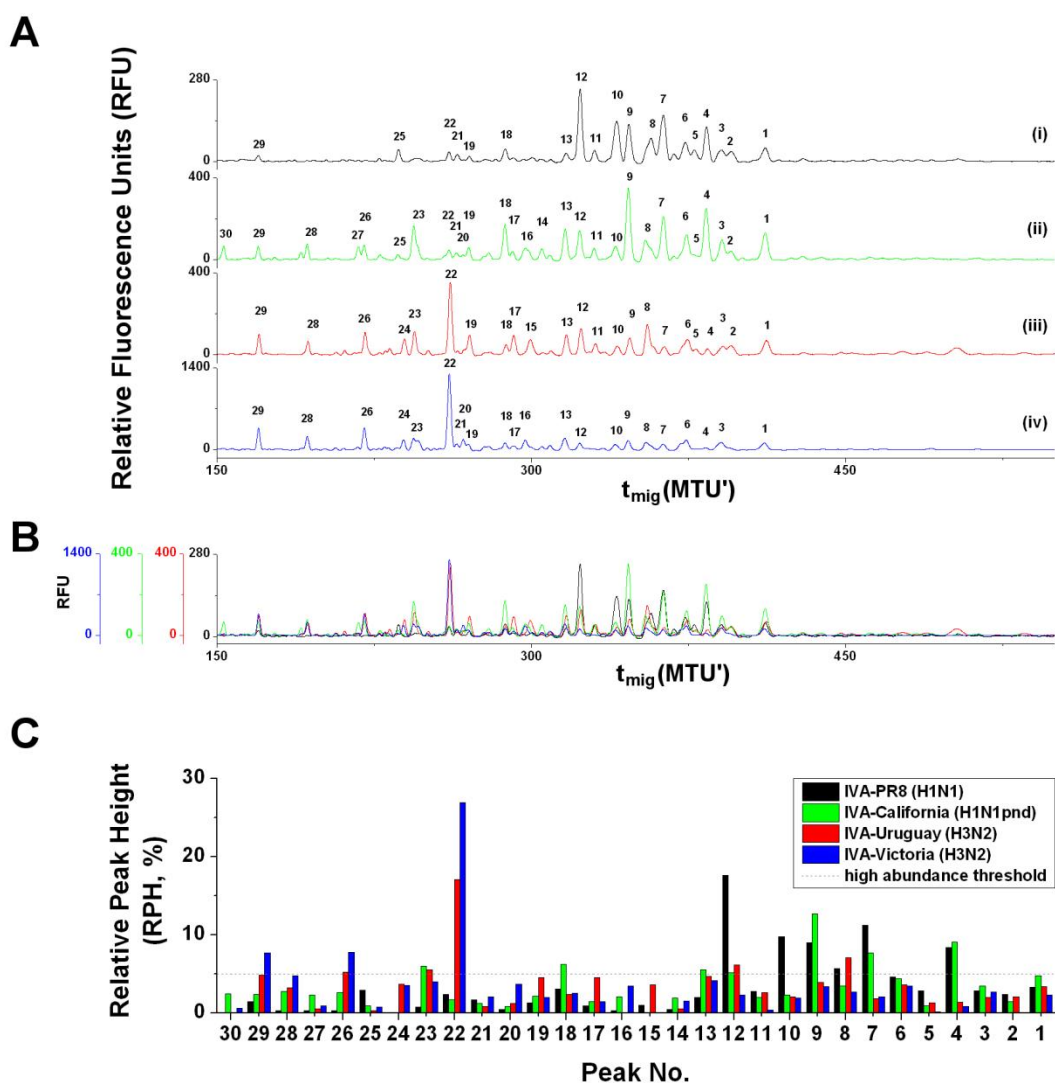 A
Relative Fluorescence Units (RFU)
280
0
29 25 22 21 19 18 13 12 11 10 9 8 7 6 5 4 3 2 1
(i)
400
0
30 29 28 27 26 25 23 22 21 20 19 18 17 16 14 13 12 11 10 9 8 7 6 5 4 3 2 1
(ii)
400
0
29 28 26 24 23 22 19 18 17 15 13 12 11 10 9 8 7 6 5 4 3 2 1
(iii)
1400
0
29 28 26 24 23 22 21 20 19 18 17 16 13 12 10 9 8 7 6 4 3 1
(iv)
150 300 450
tmig(MTU')
B
RFU
1400 400 400 280
0 0 0 0
150 300 450
tmig(MTU')
C
Relative Peak Height
(RPH, %)
30
20
10
0
IVA-PR8 (H1N1)
IVA-California (H1N1pnd)
IVA-Uruguay (H3N2)
IVA-Victoria (H3N2)
high abundance threshold
30 29 28 27 26 25 24 23 22 21 20 19 18 17 16 15 14 13 12 11 10 9 8 7 6 5 4 3 2 1
Peak No.